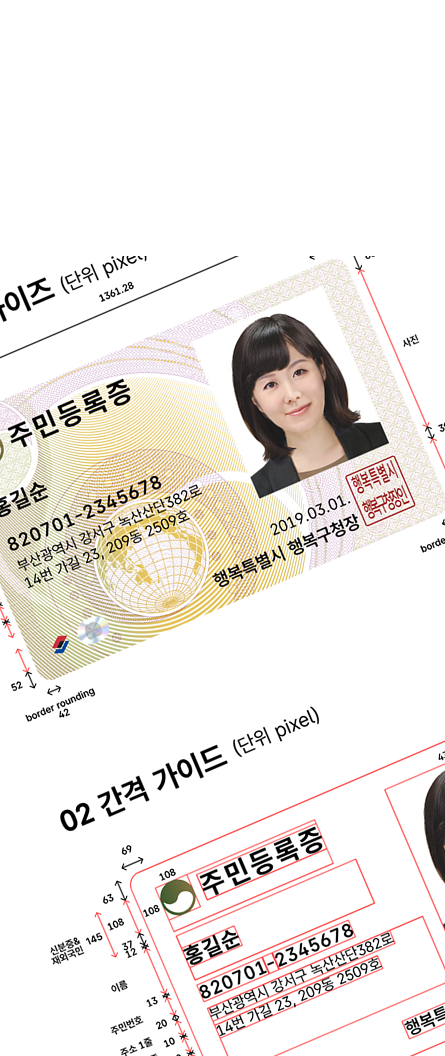 사이즈 (단위 pixel)
1361.28
사진
주민등록증
홍길순
820701-2345678
부산광역시 강서구 녹산산단382로
14번 가길 23, 209동 2509호
2019.03.01.
행복특별시 행복구청장
행복특별시
행복구청장인
52
border rounding
42
02 간격 가이드 (단위 pixel)
69
108
63
108
108
주민등록증
신분증&
재외국민
145
37
12
홍길순
이름
820701-2345678
13
부산광역시 강서구 녹산산단382로
주민번호
20
14번 가길 23, 209동 2509호
주소 1줄
10